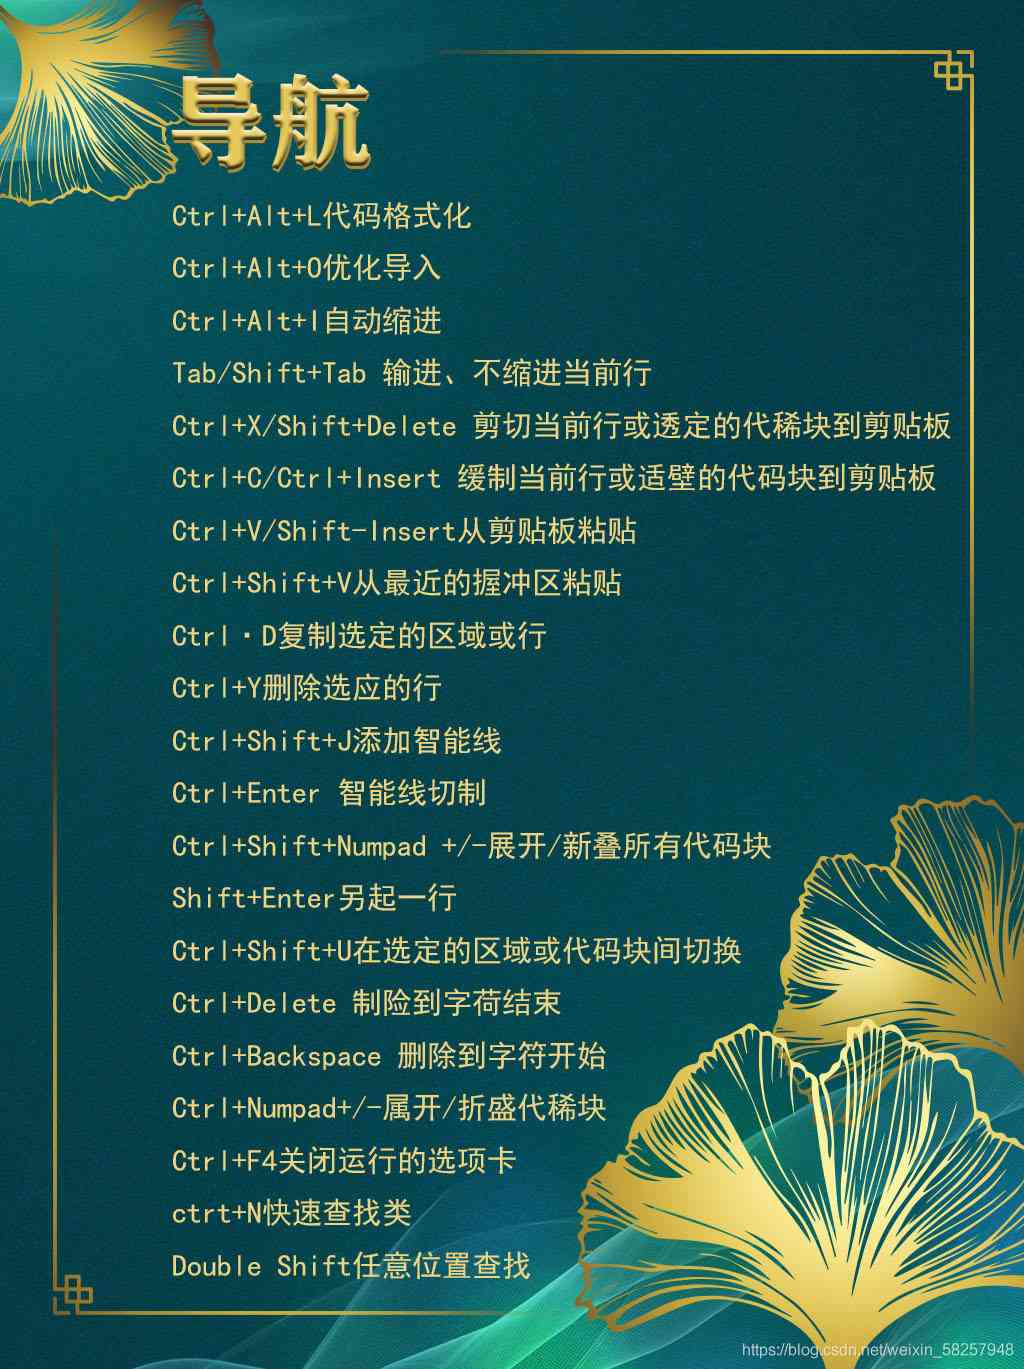 导航
Ctrl+Alt+L代码格式化
Ctrl+Alt+O优化导入
Ctrl+Alt+I自动缩进
Tab/Shift+Tab 输进、不缩进当前行
Ctrl+X/Shift+Delete 剪切当前行或透定的代稀块到剪贴板
Ctrl+C/Ctrl+Insert 缓制当前行或适壁的代码块到剪贴板
Ctrl+V/Shift-Insert从剪贴板粘贴
Ctrl+Shift+V从最近的握冲区粘贴
Ctrl·D复制选定的区域或行
Ctrl+Y删除选应的行
Ctrl+Shift+J添加智能线
Ctrl+Enter 智能线切制
Ctrl+Shift+Numpad +/-展开/新叠所有代码块
Shift+Enter另起一行
Ctrl+Shift+U在选定的区域或代码块间切换
Ctrl+Delete 制险到字荷结束
Ctrl+Backspace 删除到字符开始
Ctrl+Numpad+/-属开/折盛代稀块
Ctrl+F4关闭运行的选项卡
ctrt+N快速查找类
Double Shift任意位置查找
https://blog.csdn.net/weixin_58257948